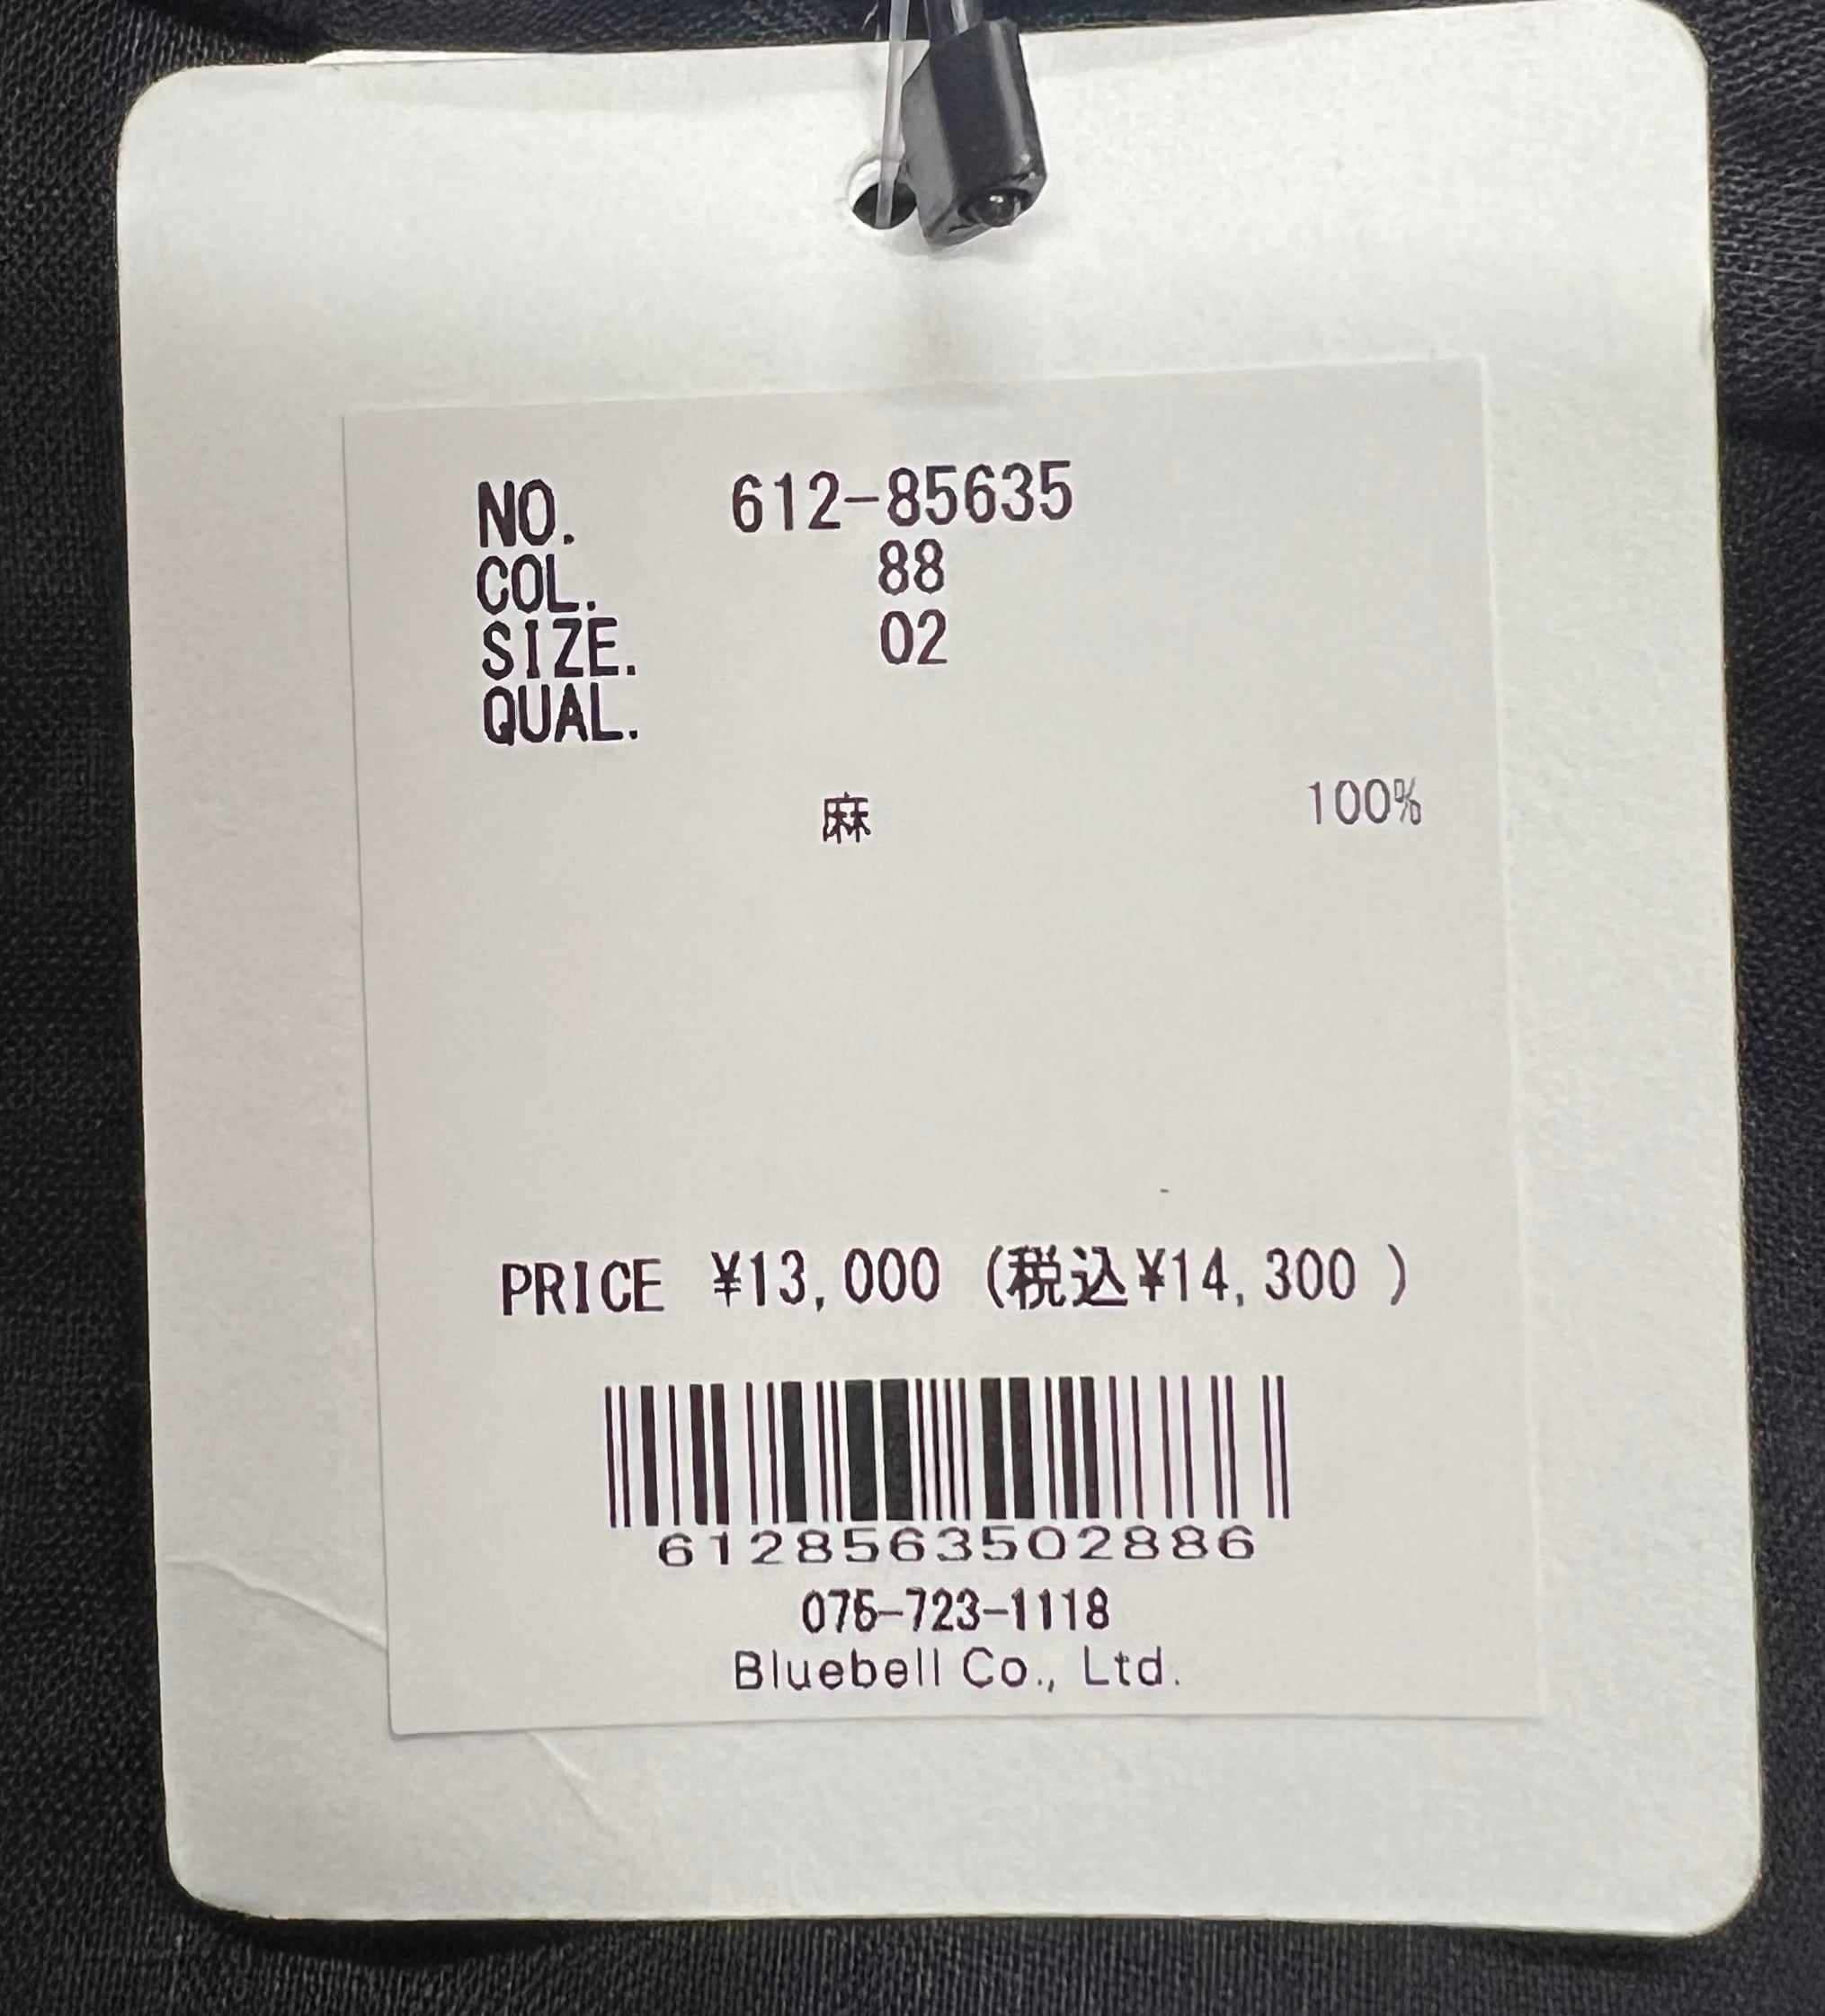 NO. 612-85635
COL. 88
SIZE. 02
QUAL.
麻 100%
PRICE ¥13,000 (税込¥14,300 )
6128563502886
075-723-1118
Bluebell Co., Ltd.